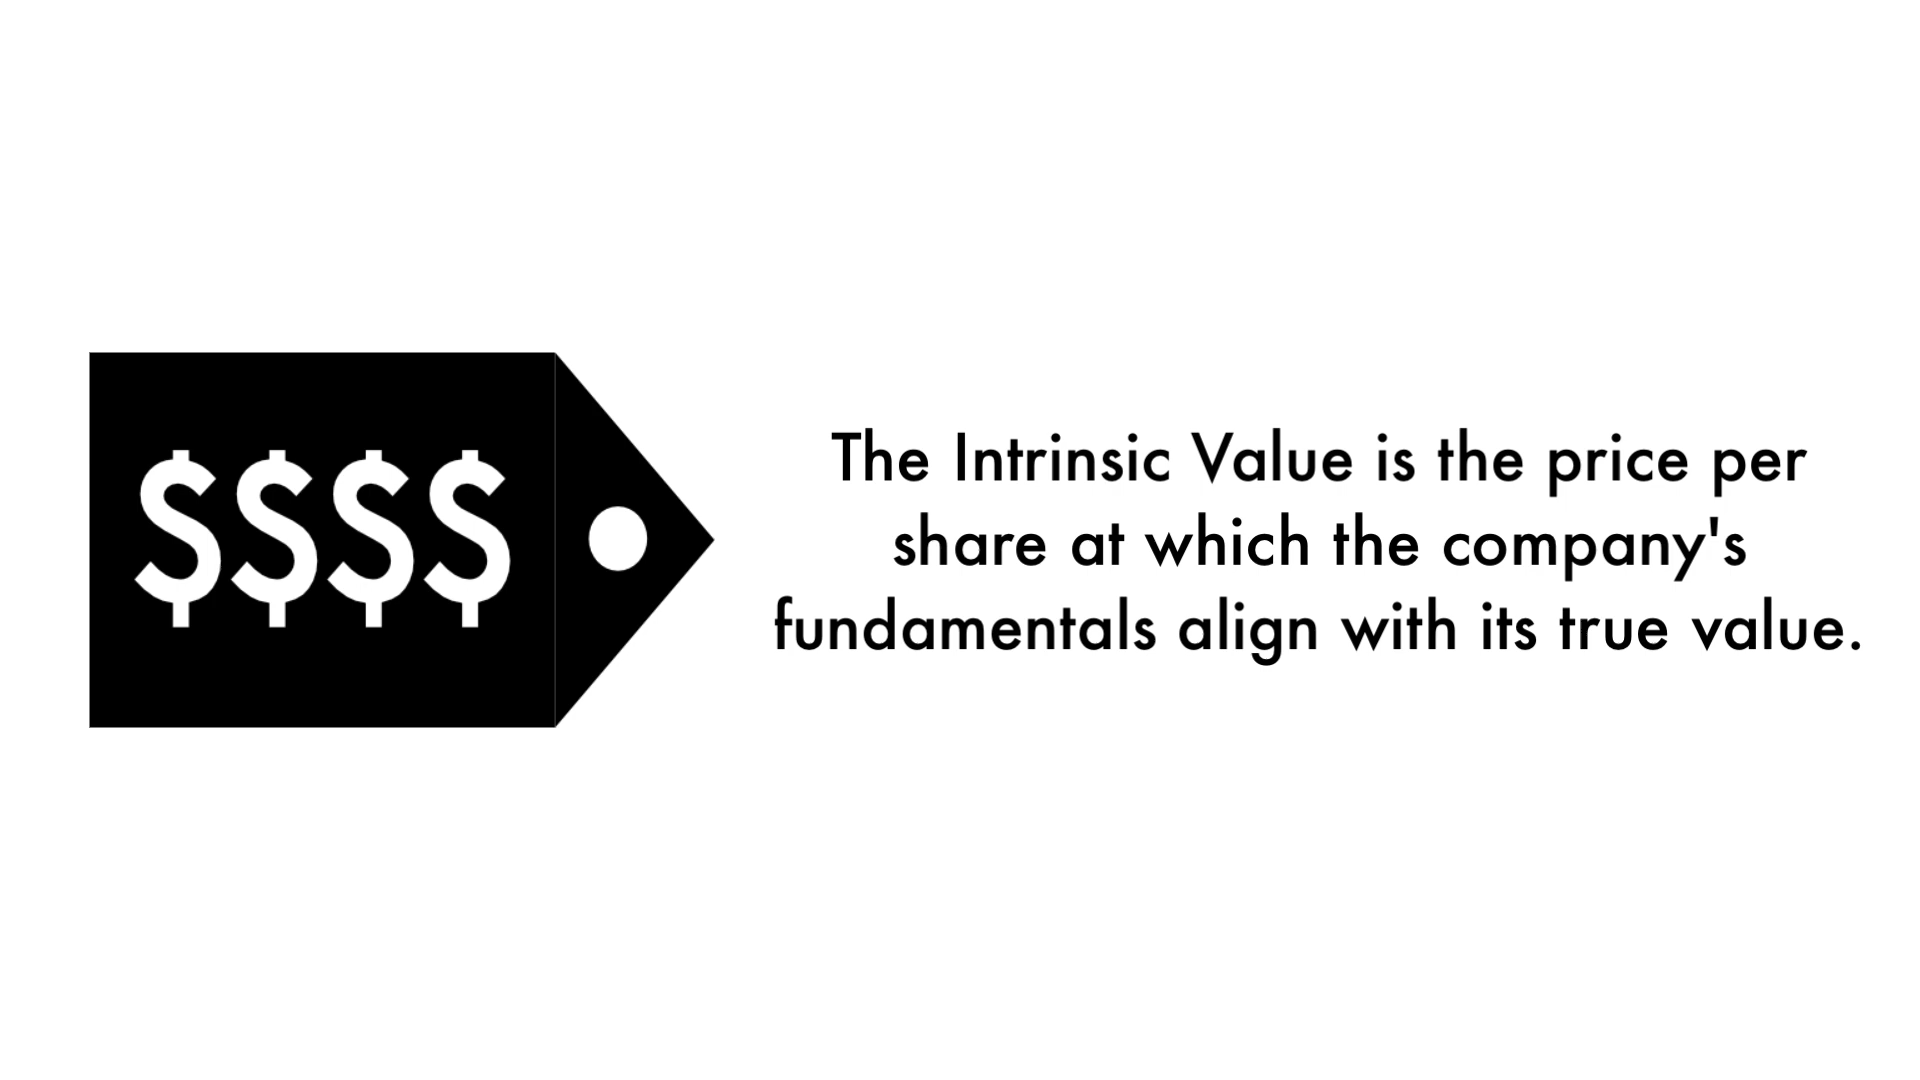 $$$$
The Intrinsic Value is the price per
share at which the company's
fundamentals align with its true value.